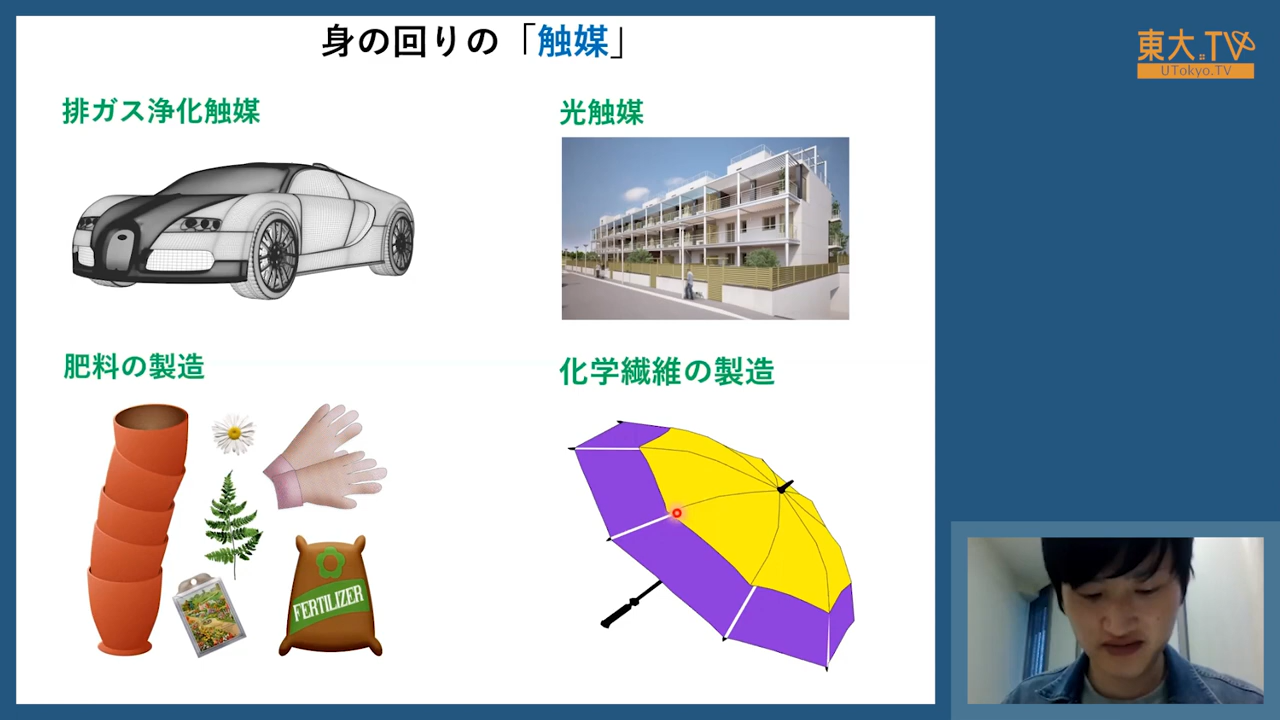 身の回りの「触媒」
東大.TV
UTokyo.TV
排ガス浄化触媒
光触媒
肥料の製造
化学繊維の製造
FERTILIZER